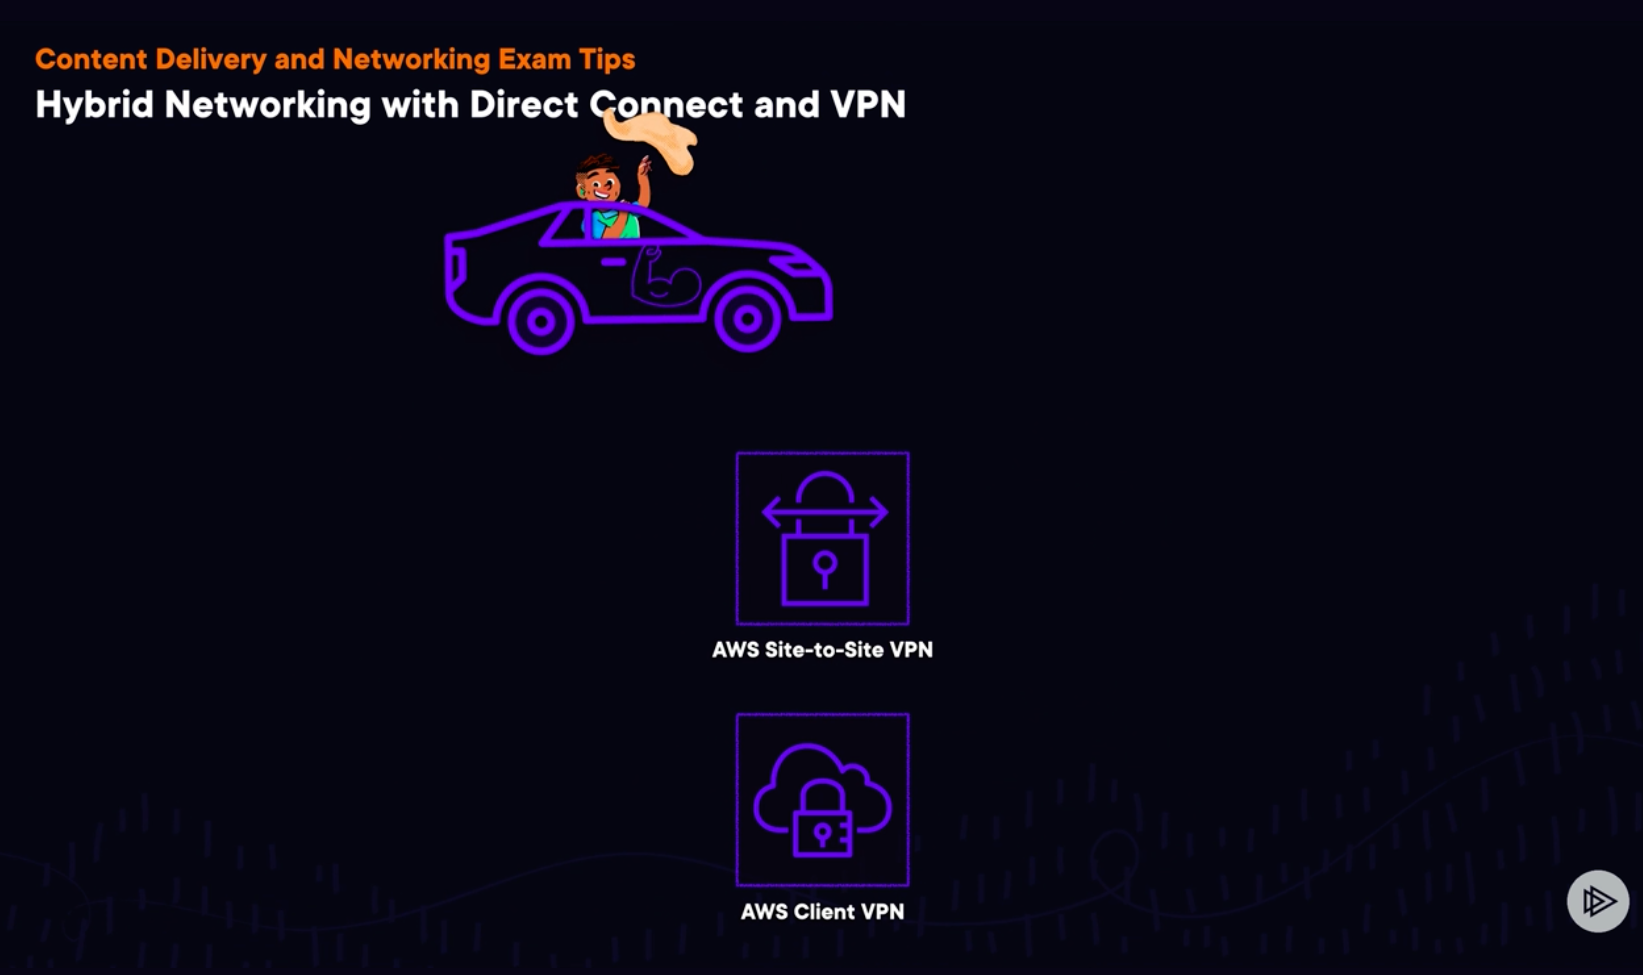 Content Delivery and Networking Exam Tips
Hybrid Networking with Direct Connect and VPN
AWS Site-to-Site VPN
AWS Client VPN